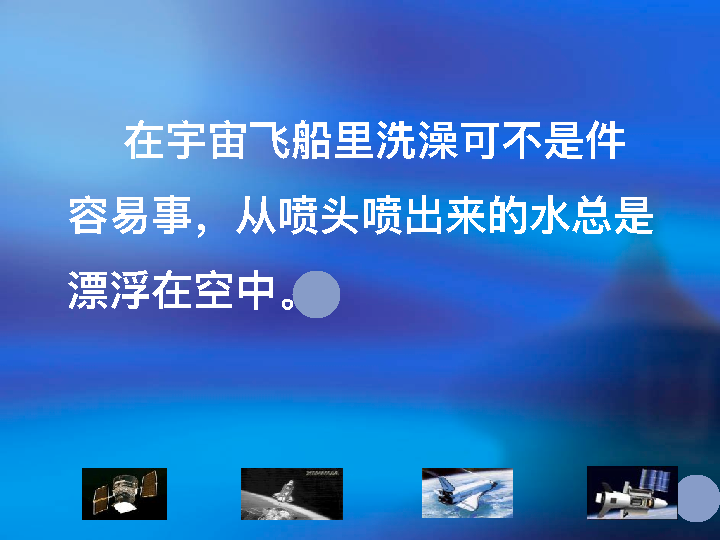 在宇宙飞船里洗澡可不是件
容易事，从喷头喷出来的水总是
漂浮在空中。